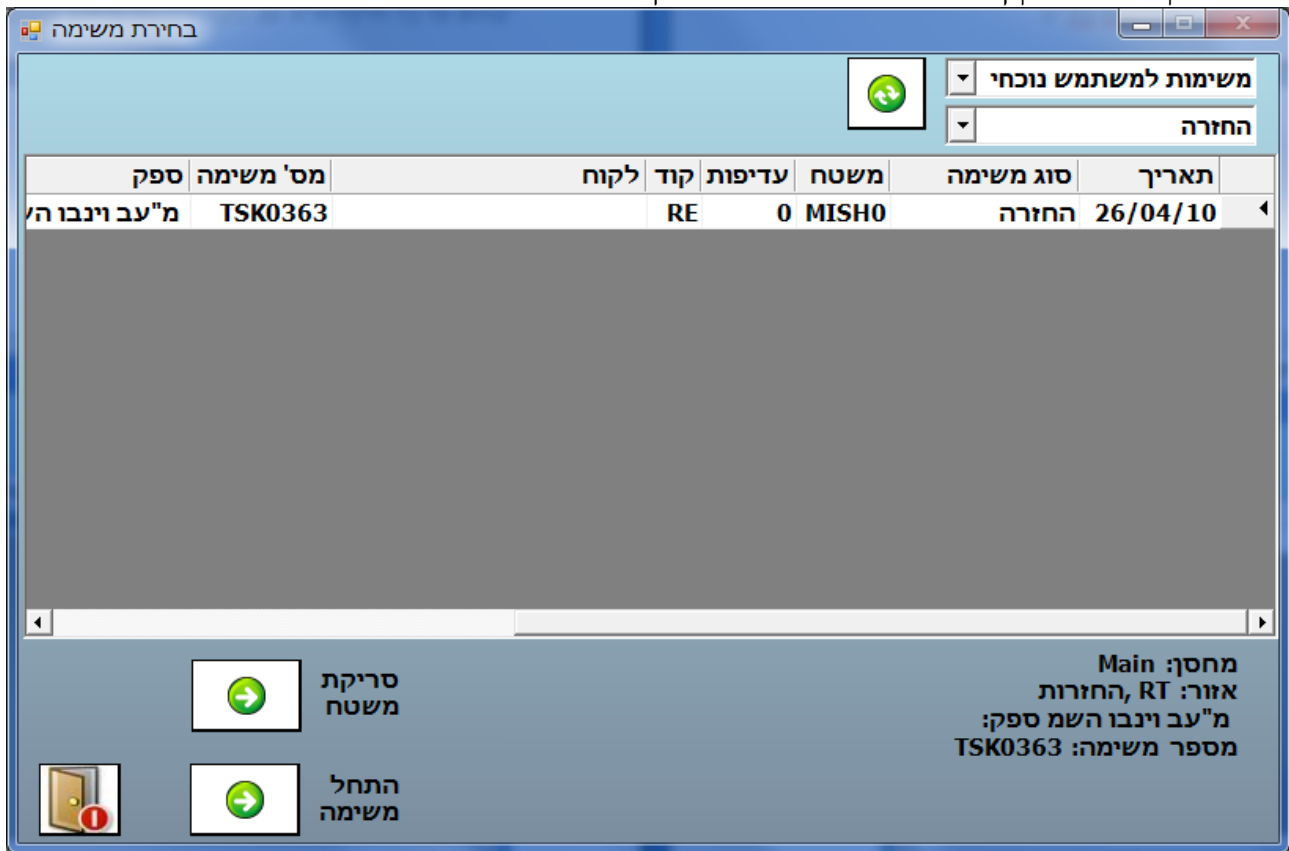 בחירת משימה
משימות למשתמש נוכחי
החזרה
תאריך סוג משימה משטח עדיפות קוד לקוח מס' משימה ספק
26/04/10 החזרה MISH0 0 RE TSK0363 מ"עב וינבו הש
מחסן: Main
אזור: RT ,החזרות
מ"עב וינבו השמ ספק:
מספר משימה: TSK0363
סריקת
משטח
התחל
משימה